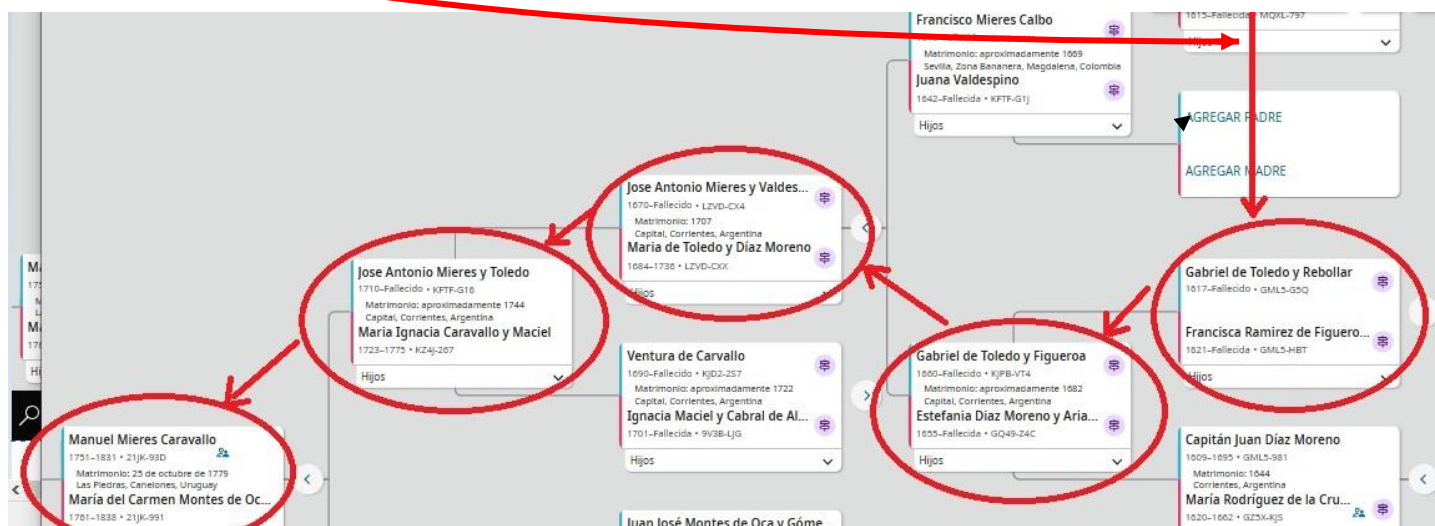 Francisco Mieres Calbo
Matrimonio: aproximadamente 1669
Sevilla, Zona Bananera, Magdalena, Colombia
Juana Valdespino
1642–Fallecida • KFTF-G1J
Hijos
1615–Fallecida • MQXL-797
Hijos
AGREGAR PADRE
AGREGAR MADRE
Jose Antonio Mieres y Valdes...
1670–Fallecido • LZVD-CX4
Matrimonio: 1707
Capital, Corrientes, Argentina
Maria de Toledo y Díaz Moreno
1684–1736 • LZVD-CXX
Hijos
Jose Antonio Mieres y Toledo
1710–Fallecido • KFTF-G16
Matrimonio: aproximadamente 1744
Capital, Corrientes, Argentina
Maria Ignacia Caravallo y Maciel
1723–1775 • KZ4J-267
Hijos
Gabriel de Toledo y Rebollar
1617–Fallecido • GML5-G5Q
Francisca Ramirez de Figuero...
1621–Fallecida • GML5-HBT
Hijos
Ventura de Carvallo
1690–Fallecido • KJD2-2S7
Matrimonio: aproximadamente 1722
Capital, Corrientes, Argentina
Ignacia Maciel y Cabral de Al...
1701–Fallecida • 9V3B-LJG
Hijos
Gabriel de Toledo y Figueroa
1660–Fallecido • KJPB-VT4
Matrimonio: aproximadamente 1682
Capital, Corrientes, Argentina
Estefania Diaz Moreno y Aria...
1655–Fallecida • GQ49-Z4C
Hijos
Manuel Mieres Caravallo
1751–1831 • 21JK-93D
Matrimonio: 25 de octubre de 1779
Las Piedras, Canelones, Uruguay
María del Carmen Montes de Oc...
1761–1838 • 21JK-991
Capitán Juan Díaz Moreno
1609–1695 • GML5-981
Matrimonio: 1644
Corrientes, Argentina
María Rodríguez de la Cru...
1620–1662 • GZ5X-KJS
Juan José Montes de Oca y Góme...